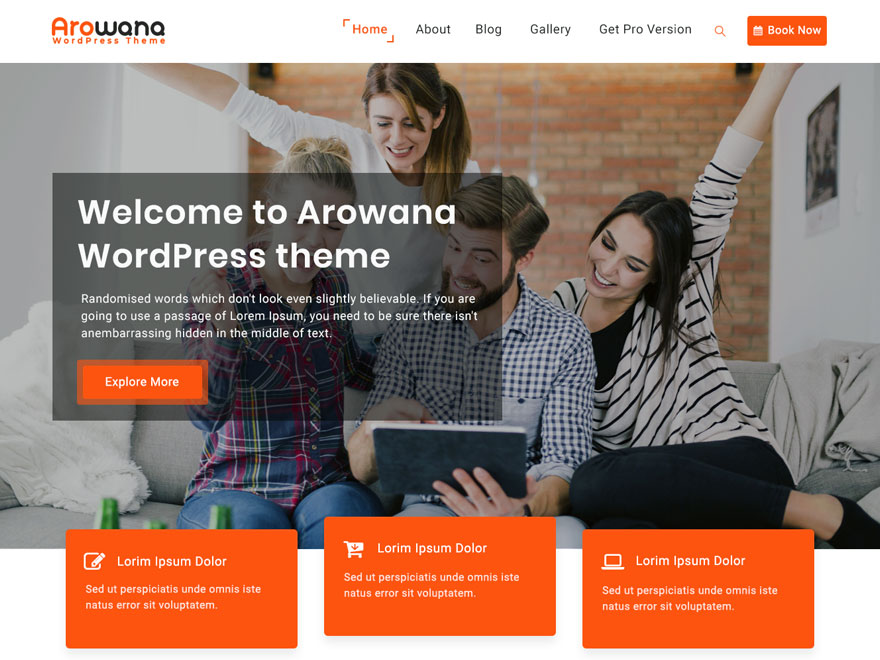 Arowana
WordPress Theme
Home
About
Blog
Gallery
Get Pro Version
Book Now
Welcome to Arowana
WordPress theme
Randomised words which don't look even slightly believable. If you are
going to use a passage of Lorem Ipsum, you need to be sure there isn't
anembarrassing hidden in the middle of text.
Explore More
Lorim Ipsum Dolor
Sed ut perspiciatis unde omnis iste
natus error sit voluptatem.
Lorim Ipsum Dolor
Sed ut perspiciatis unde omnis iste
natus error sit voluptatem.
Lorim Ipsum Dolor
Sed ut perspiciatis unde omnis iste
natus error sit voluptatem.